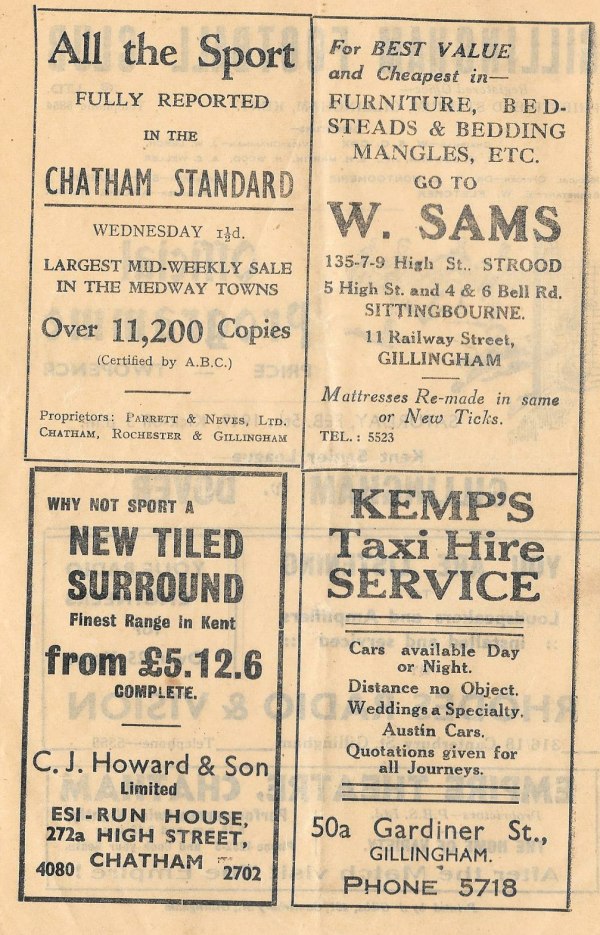 All the Sport
FULLY REPORTED
IN THE
CHATHAM STANDARD
WEDNESDAY 1½d.
LARGEST MID-WEEKLY SALE
IN THE MEDWAY TOWNS
Over 11,200 Copies
(Certified by A.B.C.)
Proprietors: PARRETT & NEVES, LTD.
CHATHAM, ROCHESTER & GILLINGHAM
For BEST VALUE
and Cheapest in—
FURNITURE, BED-
STEADS & BEDDING
MANGLES, ETC.
GO TO
W. SAMS
135-7-9 High St.. STROOD
5 High St. and 4 & 6 Bell Rd.
SITTINGBOURNE.
11 Railway Street,
GILLINGHAM
Mattresses Re-made in same
or New Ticks.
TEL.: 5523
WHY NOT SPORT A
NEW TILED
SURROUND
Finest Range in Kent
from £5.12.6
COMPLETE.
C. J. Howard & Son
Limited
ESI-RUN HOUSE,
272a HIGH STREET,
CHATHAM
4080 2702
KEMP'S
Taxi Hire
SERVICE
Cars available Day
or Night.
Distance no Object.
Weddings a Specialty.
Austin Cars.
Quotations given for
all Journeys.
50a Gardiner St.,
GILLINGHAM.
PHONE 5718